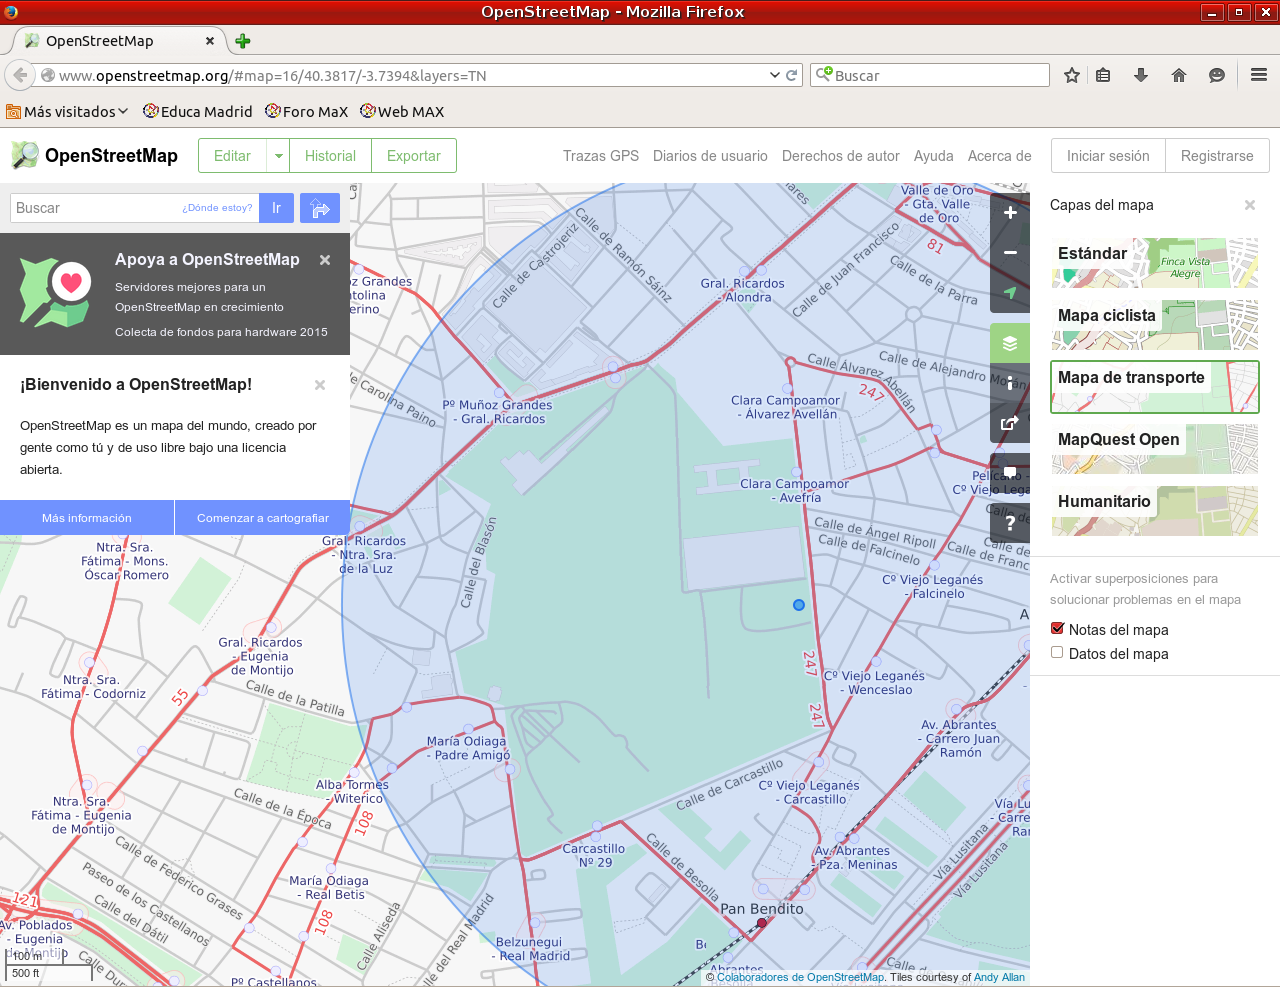 OpenStreetMap - Mozilla Firefox
OpenStreetMap
www.openstreetmap.org/#map=16/40.3817/-3.7394&layers=TN
Buscar
Más visitados
Educa Madrid
Foro MaX
Web MAX
OpenStreetMap
Editar
Historial
Exportar
Trazas GPS
Diarios de usuario
Derechos de autor
Ayuda
Acerca de
Iniciar sesión
Registrarse
Buscar
¿Dónde estoy?
Ir
Apoya a OpenStreetMap
Servidores mejores para un
OpenStreetMap en crecimiento
Colecta de fondos para hardware 2015
¡Bienvenido a OpenStreetMap!
OpenStreetMap es un mapa del mundo, creado por
gente como tú y de uso libre bajo una licencia
abierta.
Más información
Comenzar a cartografiar
Capas del mapa
Estándar
Finca Vista
Alegre
Mapa ciclista
Mapa de transporte
MapQuest Open
Humanitario
Activar superposiciones para
solucionar problemas en el mapa
Notas del mapa
Datos del mapa
Valle de Oro
- Gta. Valle
de Oro
81
Calle de Castrojeriz
Calle de Ramón Sáinz
Calle de Juan Francisco
Calle de la Parra
Gral. Ricardos
- Alondra
Calle Álvarez Abellán
Calle de Alejandro Morán
247
Clara Campoamor
- Álvarez Avellán
Pº Muñoz Grandes
- Gral. Ricardos
Carolina Paino
Clara Campoamor
- Avefría
Pelícano -
Cº Viejo Lega
Calle de Ángel Ripoll
Calle de Falcinelo
Calle de Franc
Cº Viejo Leganés
- Falcinelo
Gral. Ricardos
- Ntra. Sra.
de la Luz
Calle del Blasón
Ntra. Sra.
Fátima - Mons.
Óscar Romero
Gral. Ricardos
- Eugenia
de Montijo
Ntra. Sra.
Fátima - Codorniz
55
Calle de la Patilla
247
Cº Viejo Leganés
- Wenceslao
247
Av. Abrantes
- Carrero Juan
Ramón
María Odiaga
- Padre Amigó
Alba Tormes
- Witerico
Calle de Carcastillo
Cº Viejo Leganés
- Carcastillo
Ntra. Sra.
Fátima - Eugenia
de Montijo
Calle de la Época
108
Calle de Federico Grases
Carcastillo
Nº 29
Av. Abrantes
- Pza. Meninas
Vía Lusitana
Vía Lusitana
Calle de Besolla
María Odiaga
- Real Betis
Paseo de los Castellanos
Calle del Dátil
121
Pan Bendito
108
Calle Aliseda
Calle del Real Madrid
Av. Poblados
- Eugenia
de Montijo
Belzunegui
- Real Madrid
Abrantes
Pº Castellanos
100 m
500 ft
© Colaboradores de OpenStreetMap. Tiles courtesy of Andy Allan